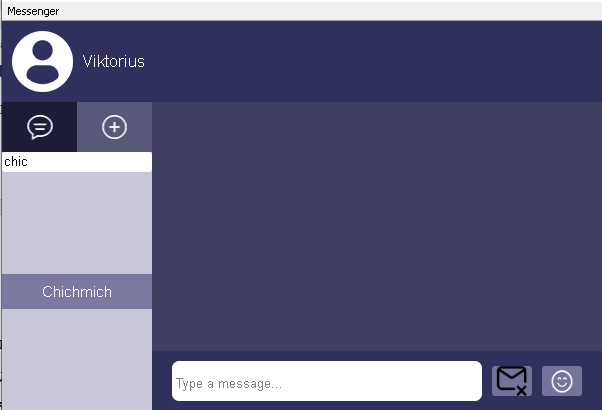 Messenger
Viktorius
chic
Chichmich
Type a message...